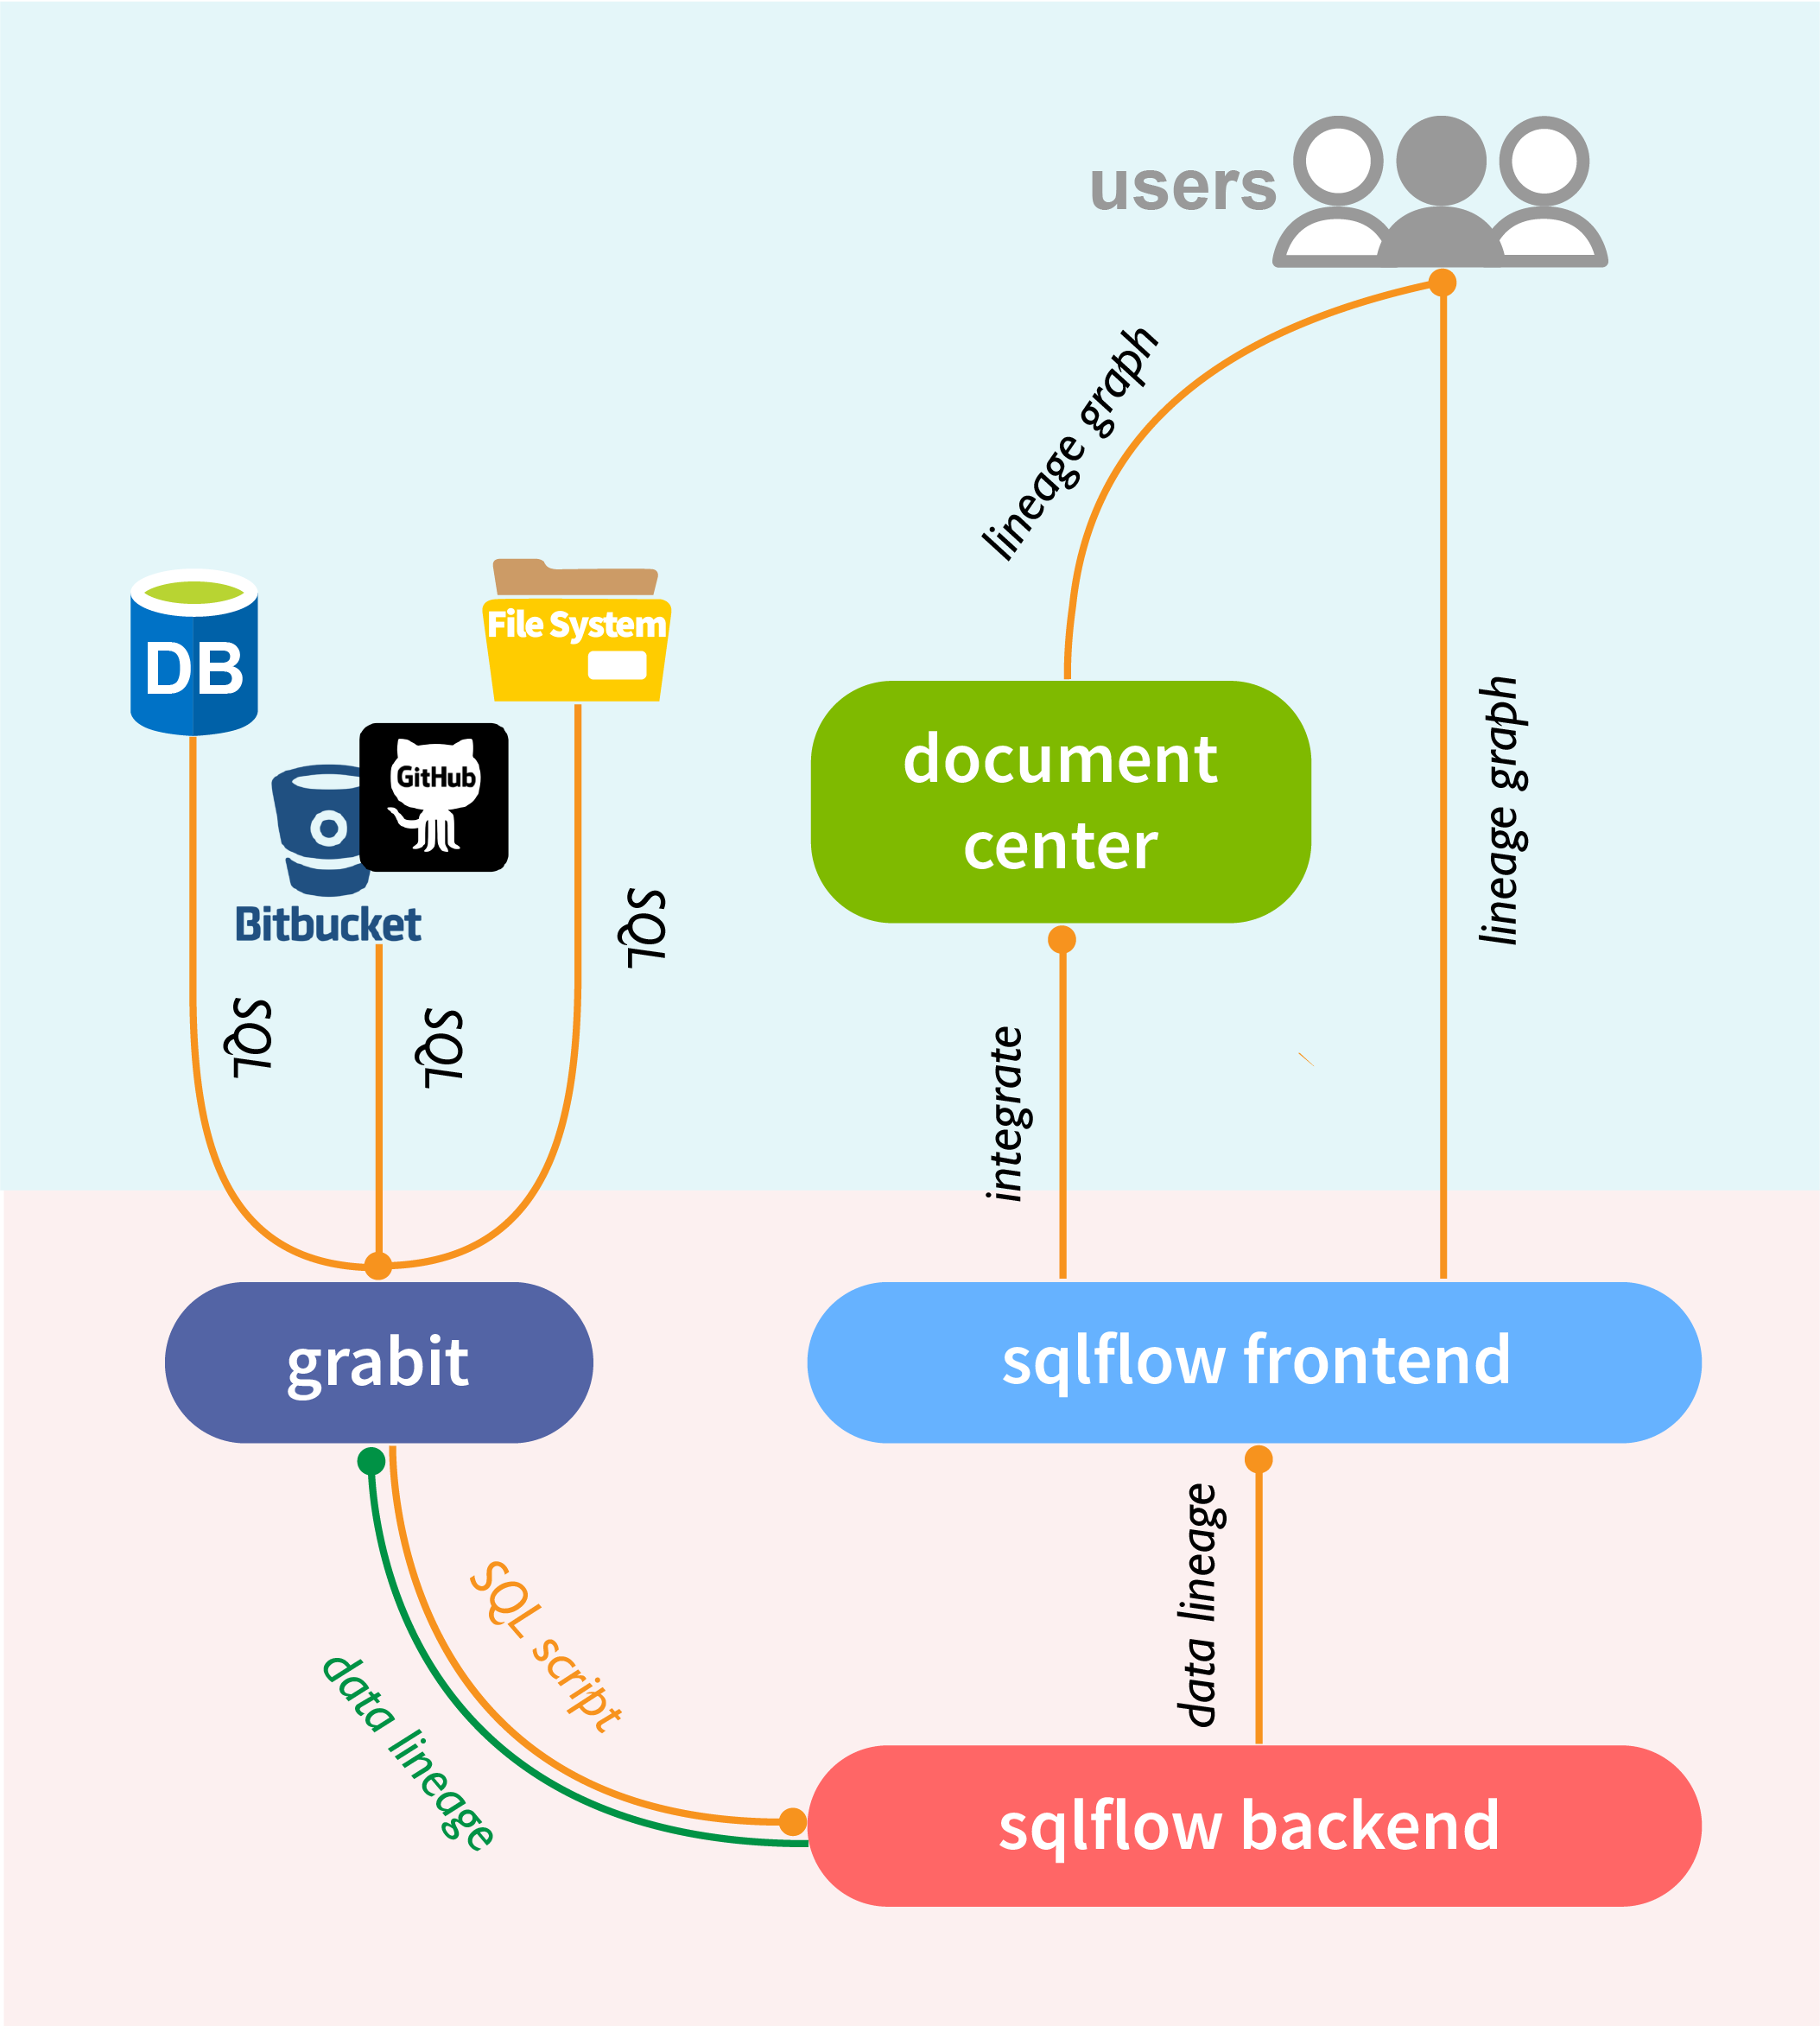 users
lineage graph
File System
DB
GitHub
Bitbucket
SQL
SQL
SQL
document
center
lineage graph
integrate
grabit
sqlflow frontend
SQL script
data lineage
data lineage
sqlflow backend